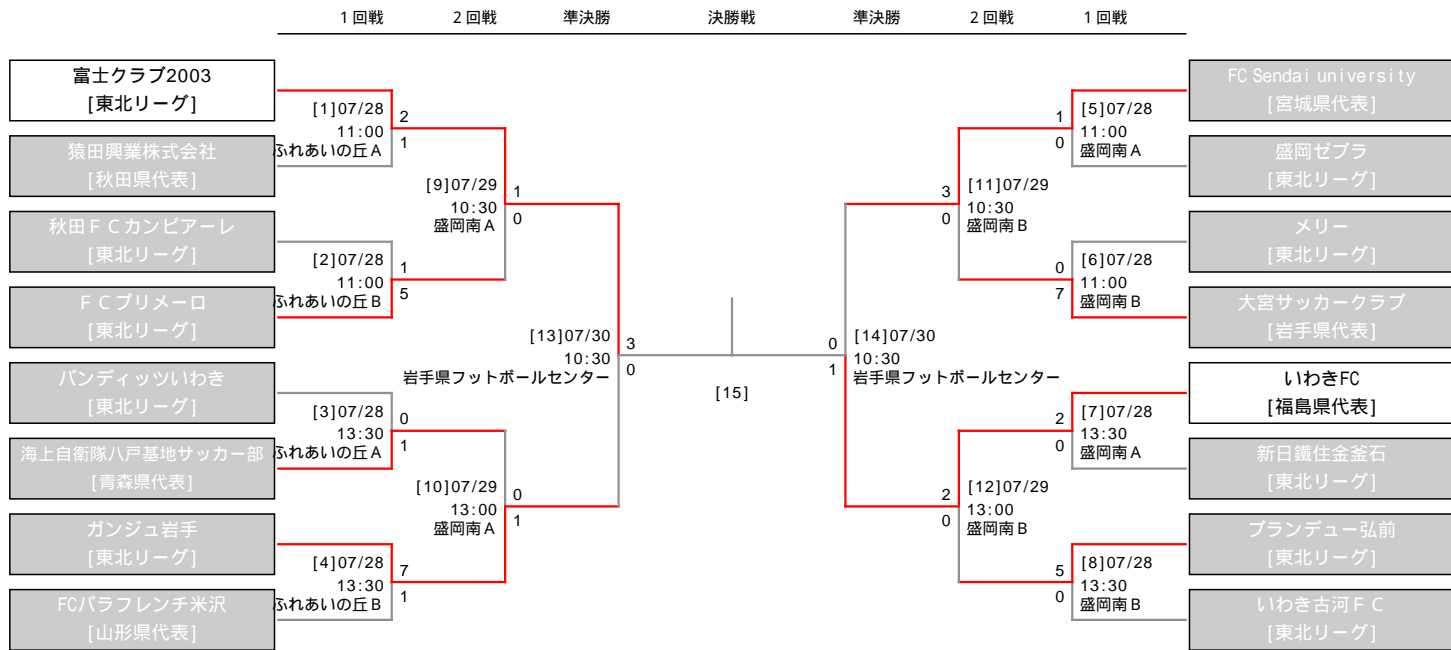 1回戦
2回戦
準決勝
決勝戦
準決勝
2回戦
1回戦
富士クラブ2003
[東北リーグ]
猿田興業株式会社
[秋田県代表]
秋田ＦＣカンビアーレ
[東北リーグ]
ＦＣプリメーロ
[東北リーグ]
バンディッツいわき
[東北リーグ]
海上自衛隊八戸基地サッカー部
[青森県代表]
ガンジュ岩手
[東北リーグ]
FCパラフレンチ米沢
[山形県代表]
[1]07/28
11:00
ふれあいの丘A
2
1
[2]07/28
11:00
ふれあいの丘B
1
5
[3]07/28
13:30
ふれあいの丘A
0
1
[4]07/28
13:30
ふれあいの丘B
7
1
[9]07/29
10:30
盛岡南A
1
0
[10]07/29
13:00
盛岡南A
0
1
[13]07/30
10:30
岩手県フットボールセンター
3
0
[15]
0
1
[14]07/30
10:30
岩手県フットボールセンター
3
0
[11]07/29
10:30
盛岡南B
2
0
[12]07/29
13:00
盛岡南B
1
0
[5]07/28
11:00
盛岡南A
0
7
[6]07/28
11:00
盛岡南B
2
0
[7]07/28
13:30
盛岡南A
5
0
[8]07/28
13:30
盛岡南B
FC Sendai university
[宮城県代表]
盛岡ゼブラ
[東北リーグ]
メリー
[東北リーグ]
大宮サッカークラブ
[岩手県代表]
いわきFC
[福島県代表]
新日鐵住金釜石
[東北リーグ]
ブランデュー弘前
[東北リーグ]
いわき古河ＦＣ
[東北リーグ]